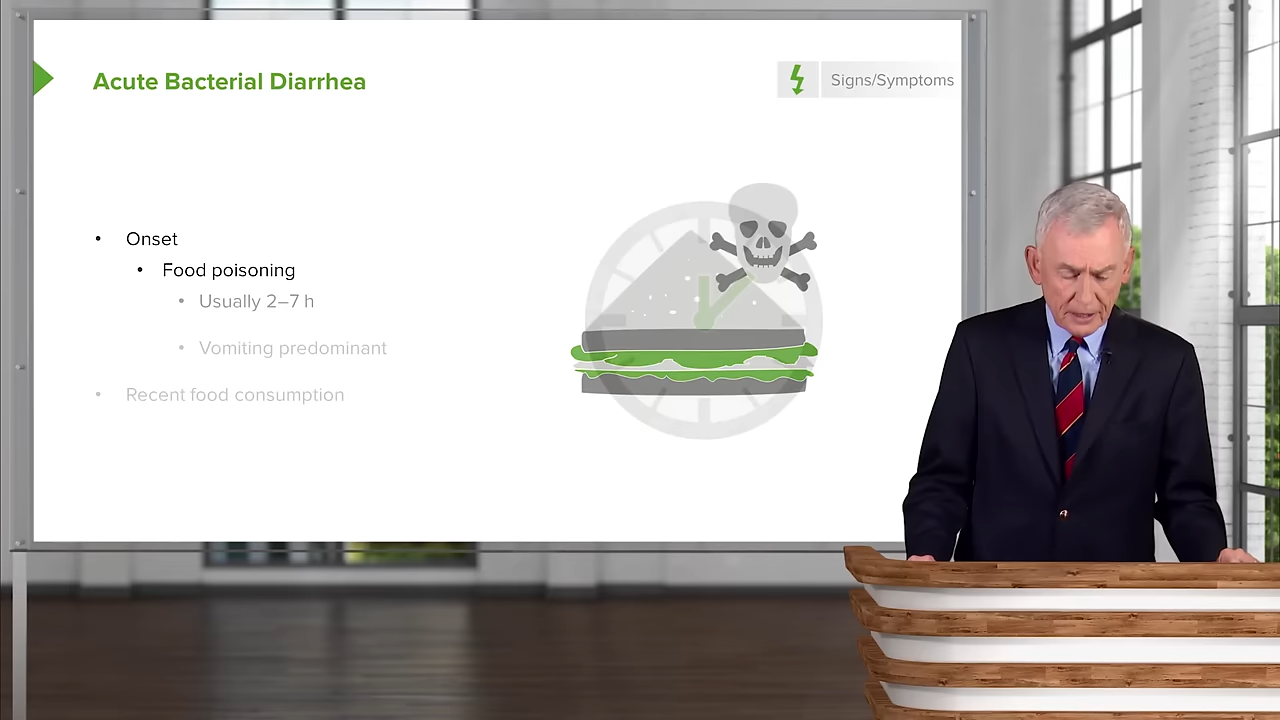 Acute Bacterial Diarrhea
Signs/Symptoms
• Onset
• Food poisoning
• Usually 2–7 h
• Vomiting predominant
• Recent food consumption